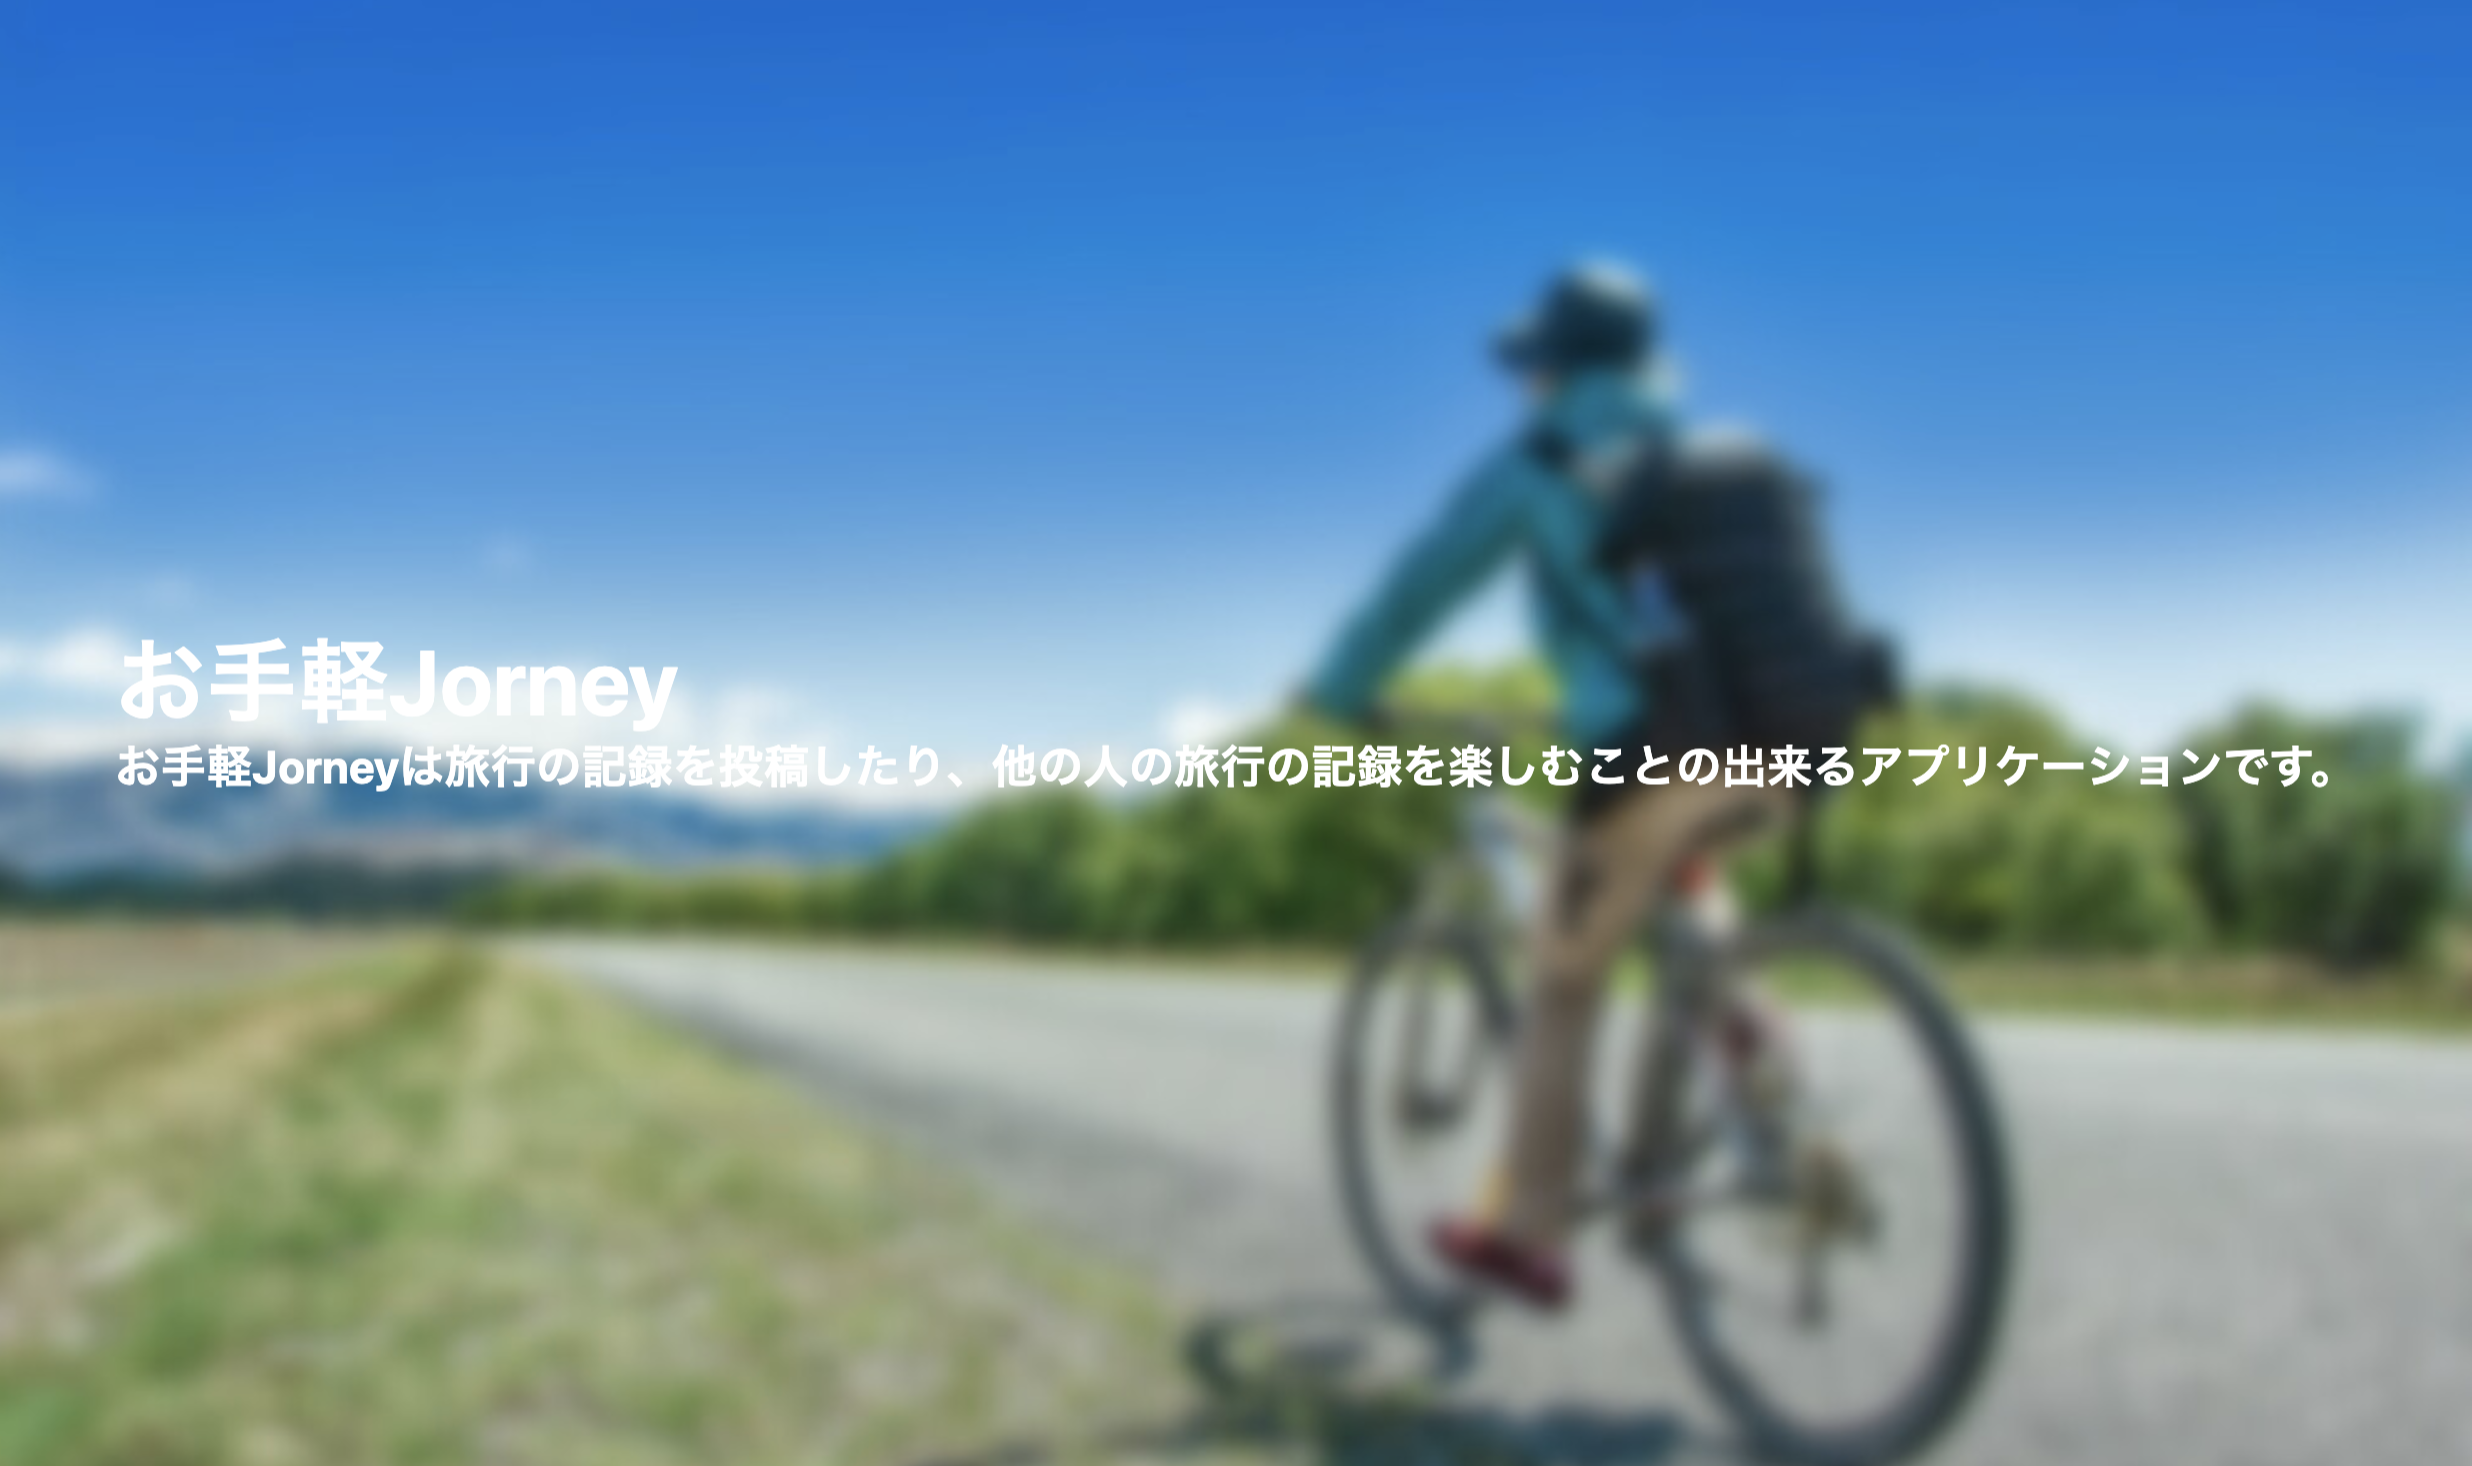 お手軽Jorney
お手軽Jorneyは旅行の記録を投稿したり、他の人の旅行の記録を楽しむことの出来るアプリケーションです。